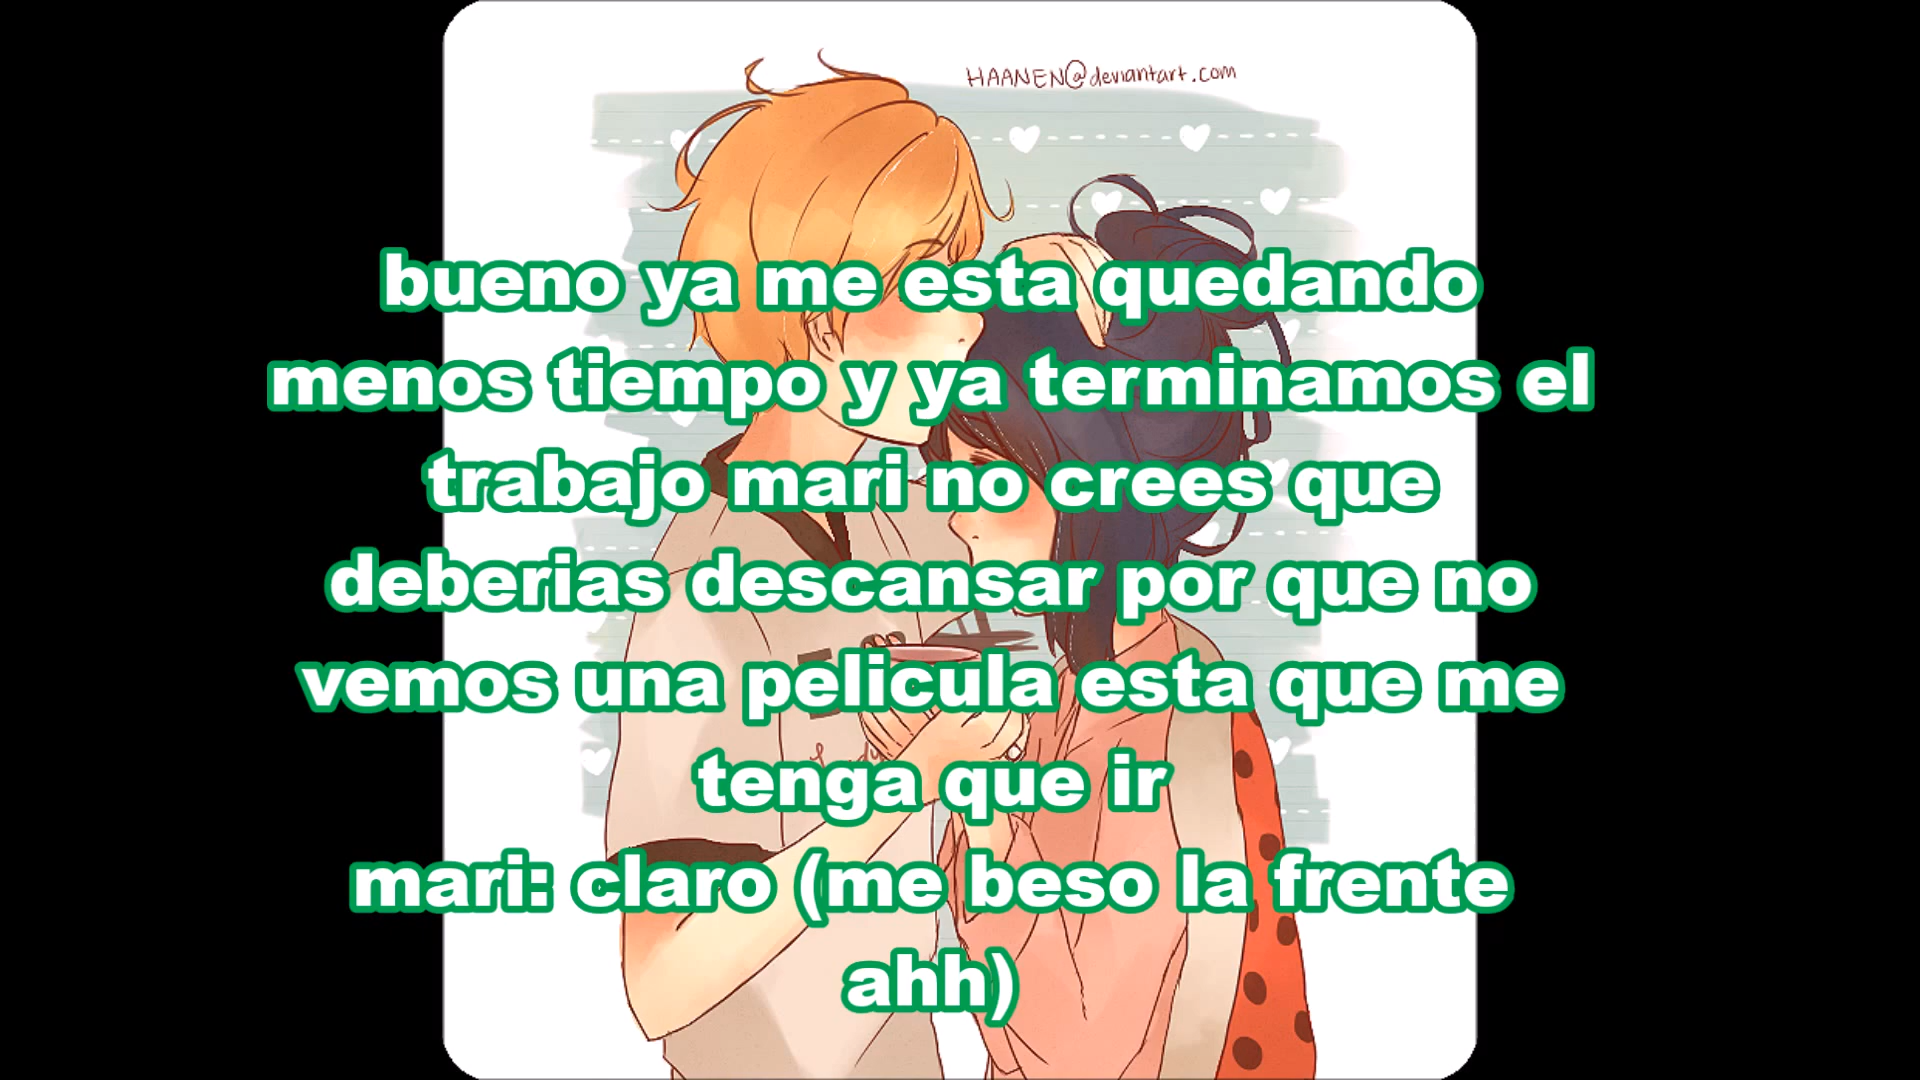 HAANEN@deviantart.com
bueno ya me esta quedando
menos tiempo y ya terminamos el
trabajo mari no crees que
deberias descansar por que no
vemos una pelicula esta que me
tenga que ir
mari: claro (me beso la frente
ahh)